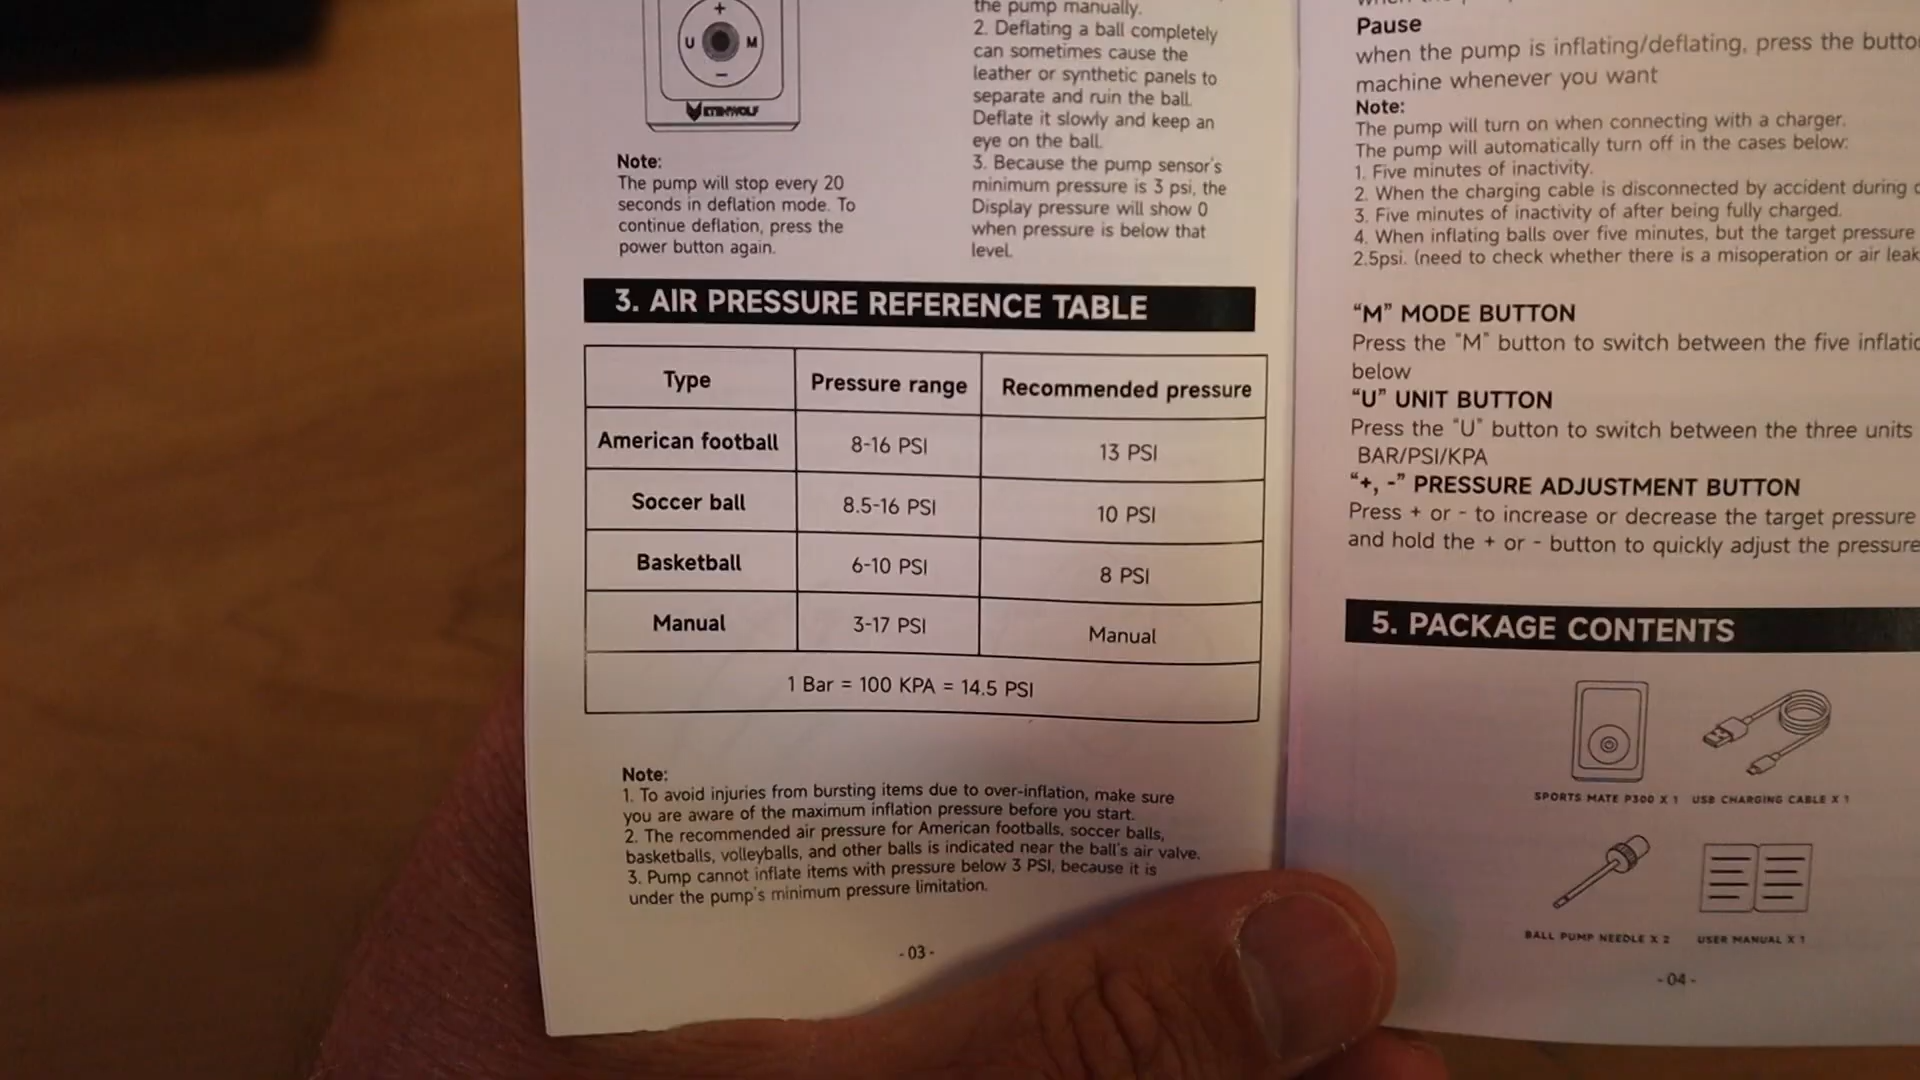 +
U
M
-
ETENWOLF
Note:
The pump will stop every 20
seconds in deflation mode. To
continue deflation, press the
power button again.
the pump manually.
2. Deflating a ball completely
can sometimes cause the
leather or synthetic panels to
separate and ruin the ball.
Deflate it slowly and keep an
eye on the ball.
3. Because the pump sensor's
minimum pressure is 3 psi, the
Display pressure will show 0
when pressure is below that
level.
3. AIR PRESSURE REFERENCE TABLE
Type Pressure range Recommended pressure
American football 8-16 PSI 13 PSI
Soccer ball 8.5-16 PSI 10 PSI
Basketball 6-10 PSI 8 PSI
Manual 3-17 PSI Manual
1 Bar = 100 KPA = 14.5 PSI
Note:
1. To avoid injuries from bursting items due to over-inflation, make sure
you are aware of the maximum inflation pressure before you start.
2. The recommended air pressure for American footballs, soccer balls,
basketballs, volleyballs, and other balls is indicated near the ball's air valve.
3. Pump cannot inflate items with pressure below 3 PSI, because it is
under the pump's minimum pressure limitation.
-03-
Pause
when the pump is inflating/deflating, press the
machine whenever you want
Note:
The pump will turn on when connecting with a charger.
The pump will automatically turn off in the cases below:
1. Five minutes of inactivity.
2. When the charging cable is disconnected by accident during
3. Five minutes of inactivity of after being fully charged.
4. When inflating balls over five minutes, but the target pressure
2.5psi. (need to check whether there is a misoperation or air
"M" MODE BUTTON
Press the "M" button to switch between the five
below
"U" UNIT BUTTON
Press the "U" button to switch between the three units
BAR/PSI/KPA
"+, -" PRESSURE ADJUSTMENT BUTTON
Press + or - to increase or decrease the target pressure
and hold the + or - button to quickly adjust the pressure
5. PACKAGE CONTENTS
SPORTS MATE P300 X 1 USB CHARGING CABLE X 1
BALL PUMP NEEDLE X 2 USER MANUAL X 1
-04-